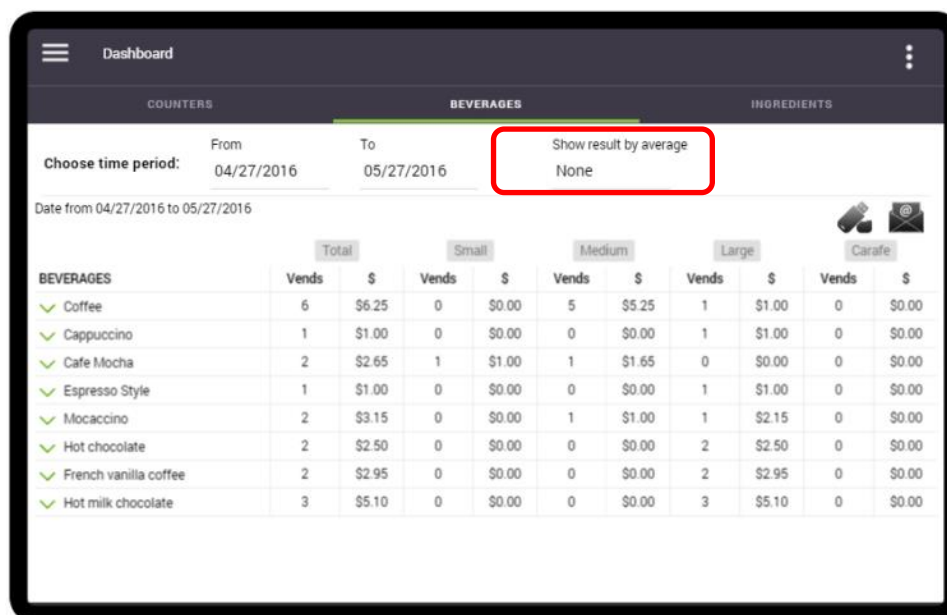 Dashboard
COUNTERS BEVERAGES INGREDIENTS
Choose time period: From To Show result by average
04/27/2016 05/27/2016 None
Date from 04/27/2016 to 05/27/2016
@
Total Small Medium Large Carafe
BEVERAGES Vends $ Vends $ Vends $ Vends $ Vends $
Coffee 6 $6.25 0 $0.00 5 $5.25 1 $1.00 0 $0.00
Cappuccino 1 $1.00 0 $0.00 0 $0.00 1 $1.00 0 $0.00
Cafe Mocha 2 $2.65 1 $1.00 1 $1.65 0 $0.00 0 $0.00
Espresso Style 1 $1.00 0 $0.00 0 $0.00 1 $1.00 0 $0.00
Mocaccino 2 $3.15 0 $0.00 1 $1.00 1 $2.15 0 $0.00
Hot chocolate 2 $2.50 0 $0.00 0 $0.00 2 $2.50 0 $0.00
French vanilla coffee 2 $2.95 0 $0.00 0 $0.00 2 $2.95 0 $0.00
Hot milk chocolate 3 $5.10 0 $0.00 0 $0.00 3 $5.10 0 $0.00